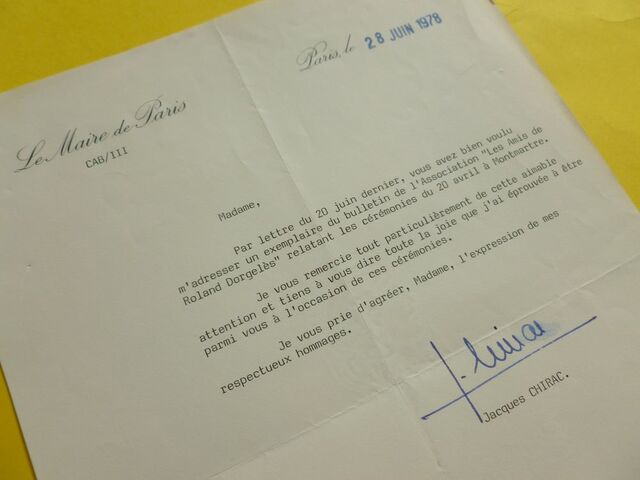 Le Maire de Paris
CAB/III
Paris, le 28 JUIN 1978
Madame,
Par lettre du 20 juin dernier, vous avez bien voulu
m'adresser un exemplaire du bulletin de l'Association "Les Amis de
Roland Dorgelès" relatant les cérémonies du 20 avril à Montmartre.
Je vous remercie tout particulièrement de cette aimable
attention et tiens à vous dire toute la joie que j'ai éprouvée à être
parmi vous à l'occasion de ces cérémonies.
Je vous prie d'agréer, Madame, l'expression de mes
respectueux hommages.
J. Chirac
Jacques CHIRAC.